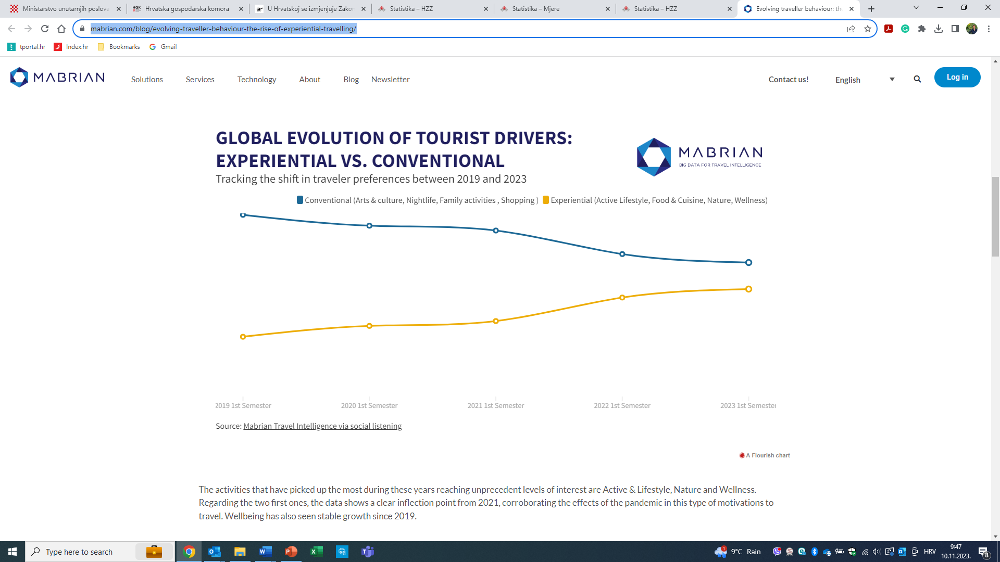 Ministarstvo unutarnjih poslova
HGK Hrvatska gospodarska komora
U Hrvatskoj se izmjenjuje Zakon
Statistika – HZZ
Statistika – Mjere
Statistika – HZZ
Evolving traveller behaviour: the
mabrian.com/blog/evolving-traveller-behaviour-the-rise-of-experiential-travelling/
tportal.hr
Index.hr
Bookmarks
Gmail
MABRIAN
Solutions
Services
Technology
About
Blog
Newsletter
Contact us!
English
Log in
GLOBAL EVOLUTION OF TOURIST DRIVERS:
EXPERIENTIAL VS. CONVENTIONAL
Tracking the shift in traveler preferences between 2019 and 2023
MABRIAN
BIG DATA FOR TRAVEL INTELLIGENCE
Conventional (Arts & culture, Nightlife, Family activities , Shopping )
Experiential (Active Lifestyle, Food & Cuisine, Nature, Wellness)
2019 1st Semester
2020 1st Semester
2021 1st Semester
2022 1st Semester
2023 1st Semester
Source: Mabrian Travel Intelligence via social listening
A Flourish chart
The activities that have picked up the most during these years reaching unprecedent levels of interest are Active & Lifestyle, Nature and Wellness.
Regarding the two first ones, the data shows a clear inflection point from 2021, corroborating the effects of the pandemic in this type of motivations to
travel. Wellbeing has also seen stable growth since 2019.
Type here to search
1
9°C Rain
HRV
9:47
10.11.2023.
8